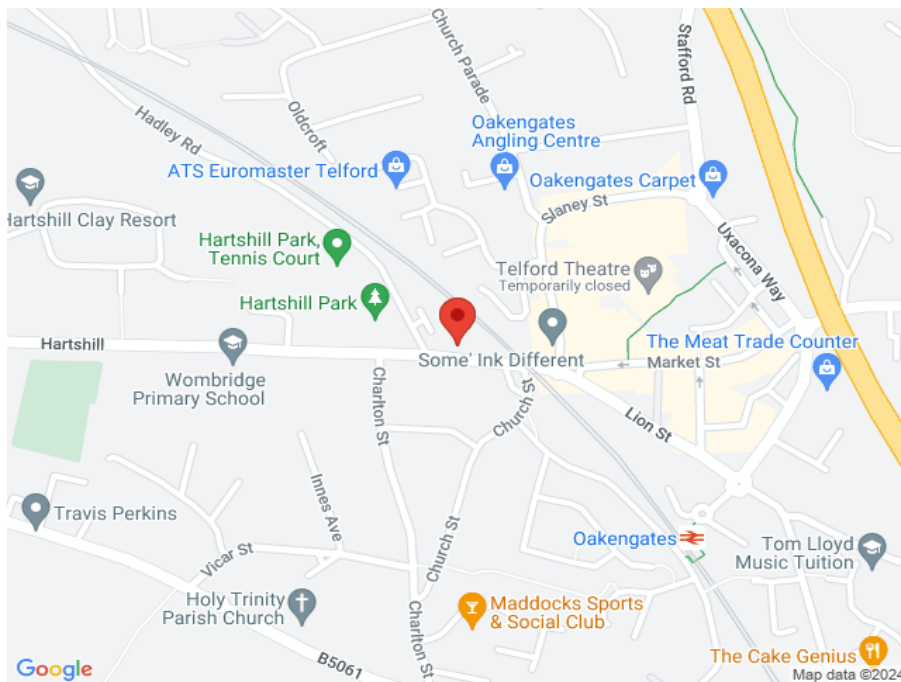 Church Parade
Stafford Rd
Oldcroft
Hadley Rd
Oakengates
Angling Centre
ATS Euromaster Telford
Oakengates Carpet
Hartshill Clay Resort
Slaney St
Uxacona Way
Hartshill Park,
Tennis Court
Telford Theatre
Temporarily closed
Hartshill Park
Hartshill
The Meat Trade Counter
Some' Ink Different
Market St
Wombridge
Primary School
Charlton St
Church St
Lion St
Innes Ave
Travis Perkins
Church St
Oakengates
Tom Lloyd
Music Tuition
Vicar St
Holy Trinity
Parish Church
Charlton St
Maddocks Sports
& Social Club
B5061
The Cake Genius
Google
Map data ©2024